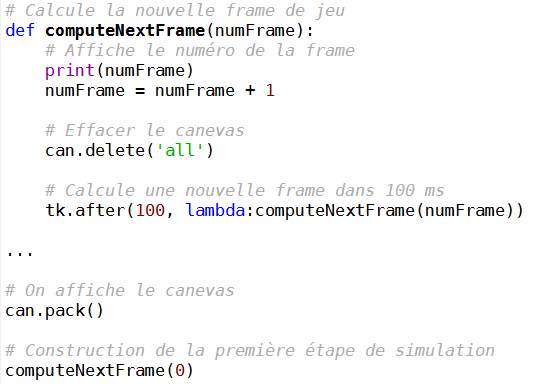 # Calcule la nouvelle frame de jeu
def computeNextFrame(numFrame):
    # Affiche le numéro de la frame
    print(numFrame)
    numFrame = numFrame + 1

    # Effacer le canevas
    can.delete('all')

    # Calcule une nouvelle frame dans 100 ms
    tk.after(100, lambda:computeNextFrame(numFrame))

...

# On affiche le canevas
can.pack()

# Construction de la première étape de simulation
computeNextFrame(0)